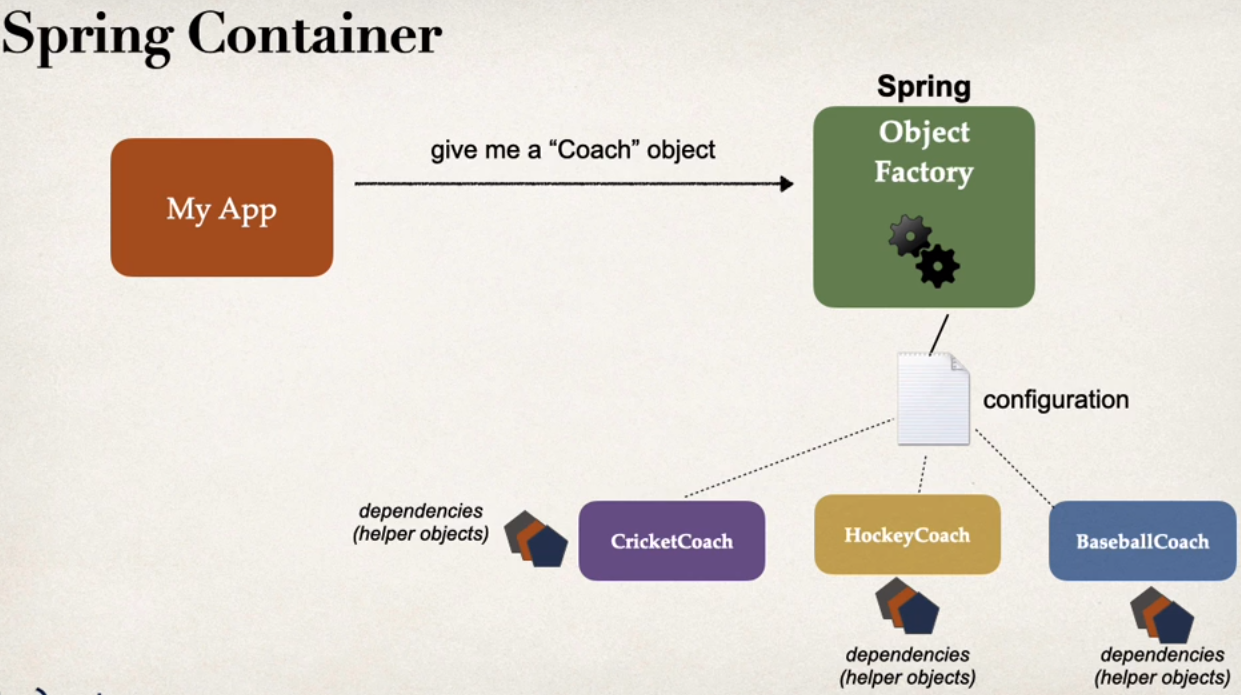 Spring Container
Spring
Object
Factory
give me a “Coach” object
My App
configuration
dependencies
(helper objects)
CricketCoach
HockeyCoach
BaseballCoach
dependencies
(helper objects)
dependencies
(helper objects)